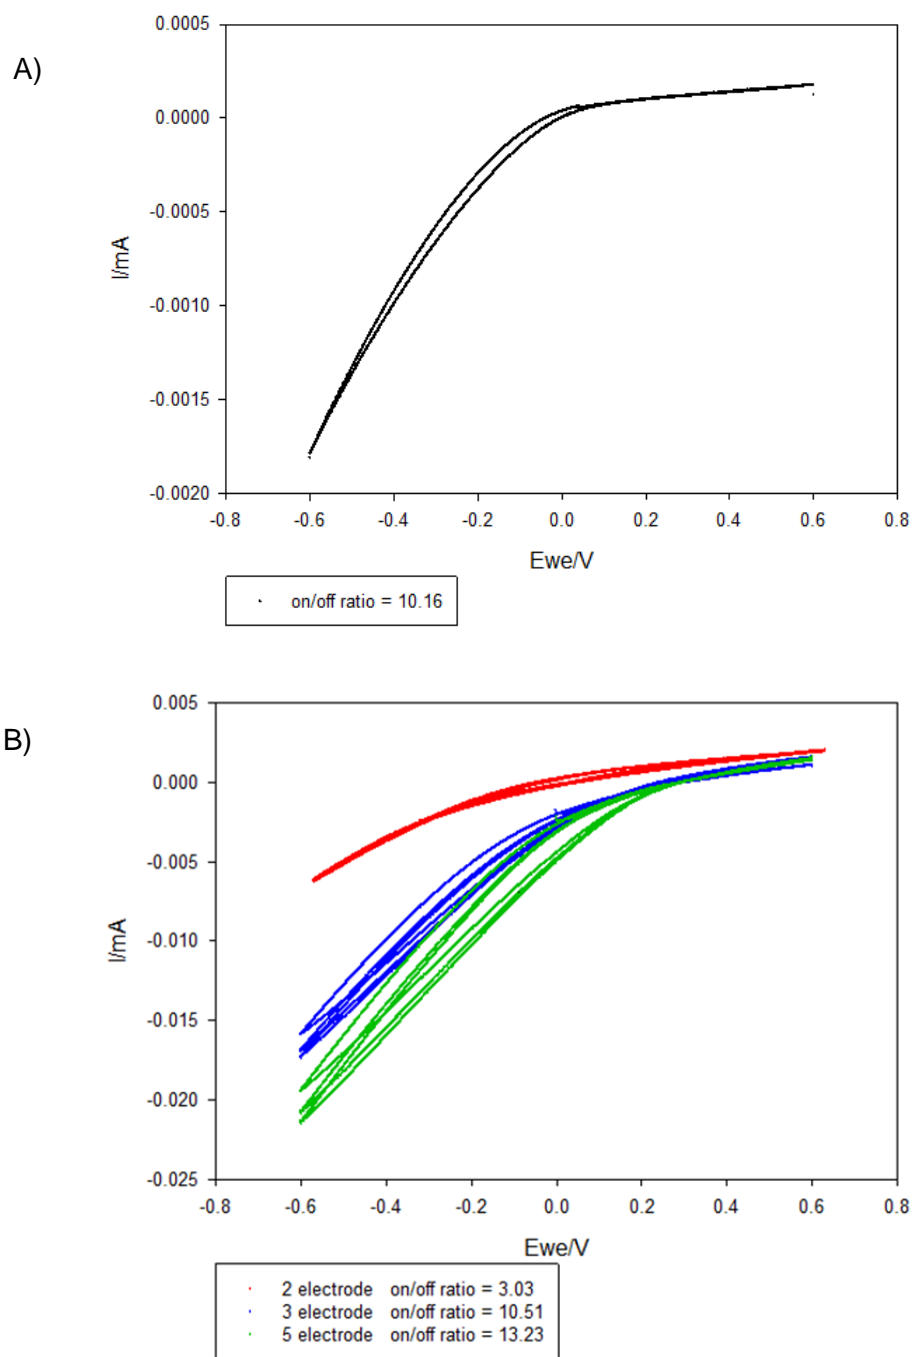 A)
0.0005
0.0000
-0.0005
-0.0010
-0.0015
-0.0020
I/mA
-0.8 -0.6 -0.4 -0.2 0.0 0.2 0.4 0.6 0.8
Ewe/V
on/off ratio = 10.16
B)
0.005
0.000
-0.005
-0.010
-0.015
-0.020
-0.025
I/mA
-0.8 -0.6 -0.4 -0.2 0.0 0.2 0.4 0.6 0.8
Ewe/V
2 electrode on/off ratio = 3.03
3 electrode on/off ratio = 10.51
5 electrode on/off ratio = 13.23